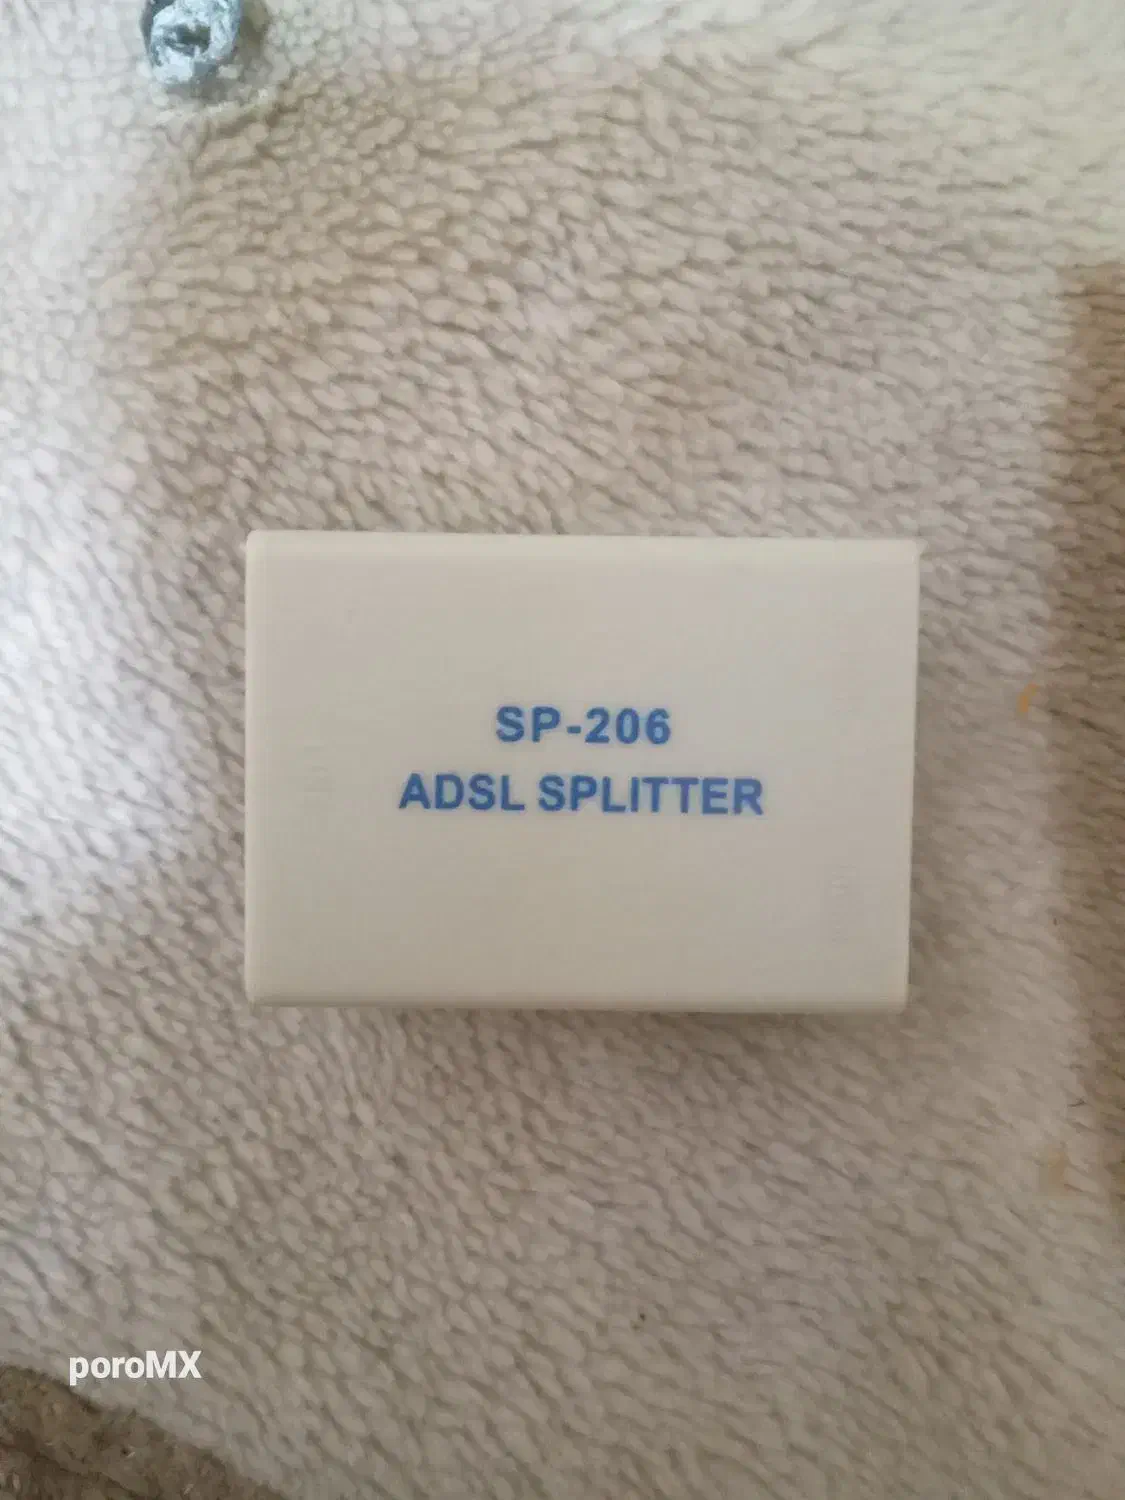 SP-206
ADSL SPLITTER
poroMX